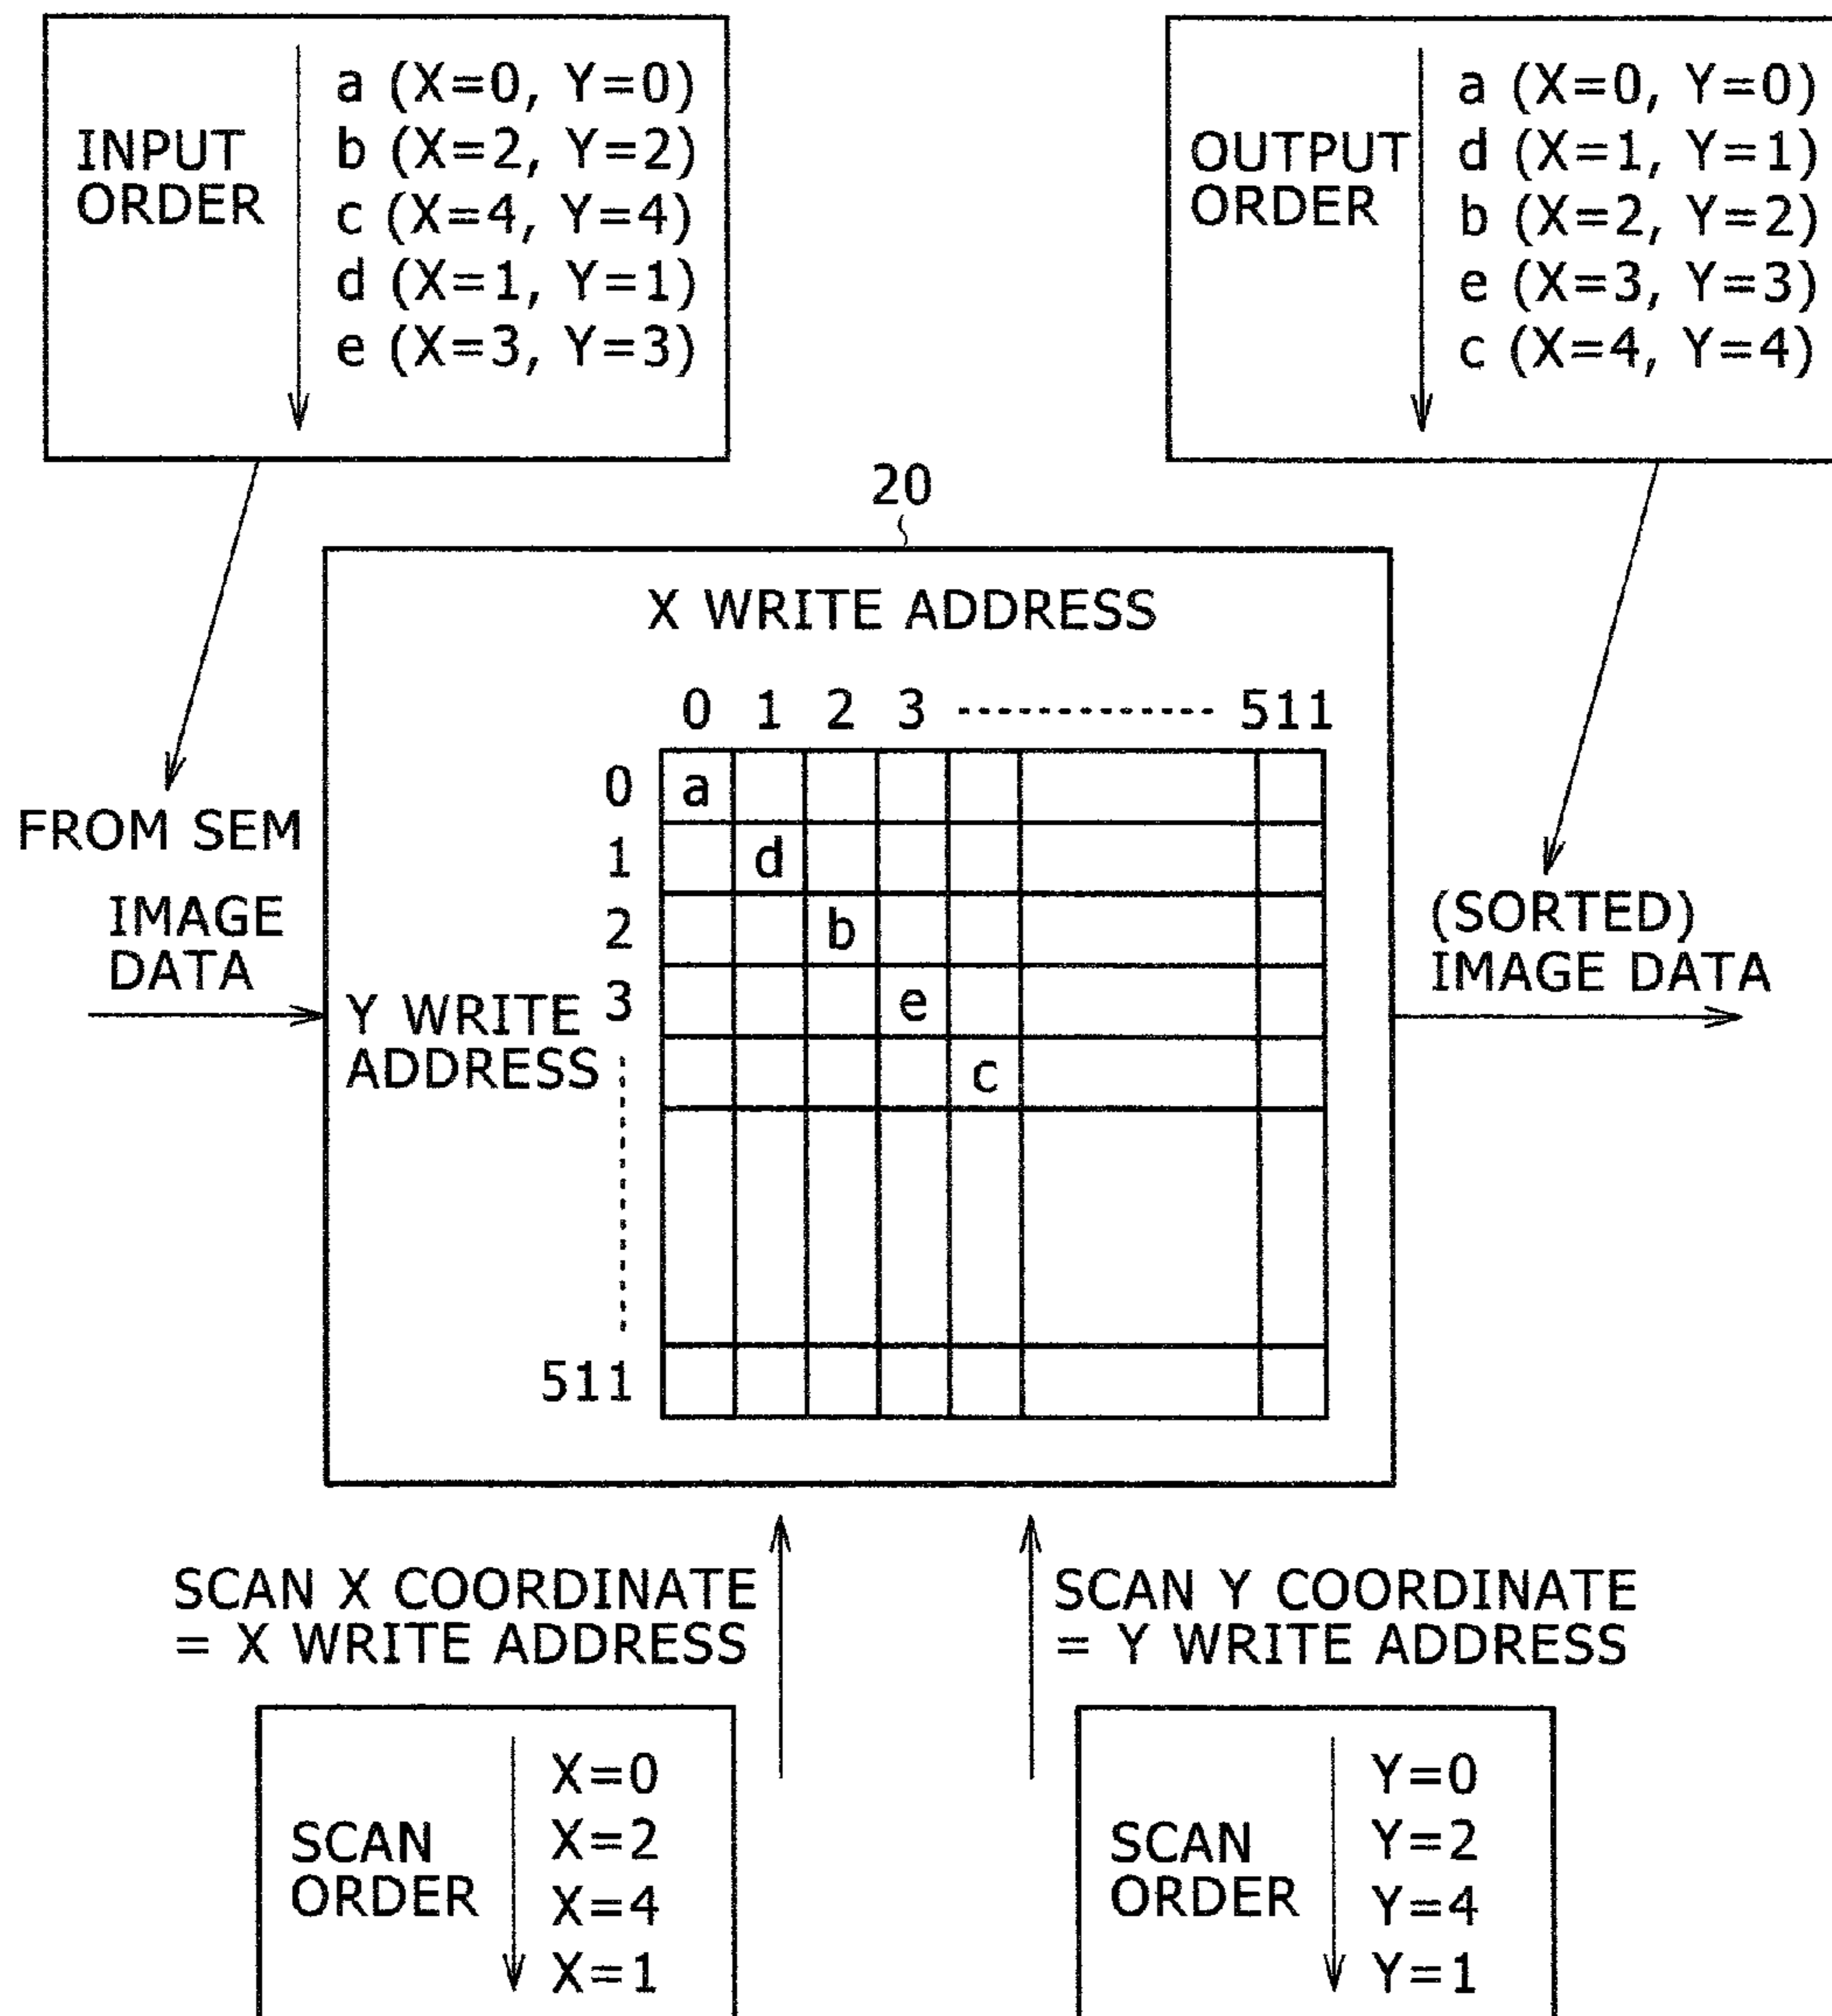 INPUT
ORDER
a (X=0, Y=0)
b (X=2, Y=2)
c (X=4, Y=4)
d (X=1, Y=1)
e (X=3, Y=3)
OUTPUT
ORDER
a (X=0, Y=0)
d (X=1, Y=1)
b (X=2, Y=2)
e (X=3, Y=3)
c (X=4, Y=4)
20
X WRITE ADDRESS
0 1 2 3 ------------- 511
0 a
1 d
2 b
3 e
c
511
Y WRITE
ADDRESS
FROM SEM
IMAGE
DATA
(SORTED)
IMAGE DATA
SCAN X COORDINATE
= X WRITE ADDRESS
SCAN Y COORDINATE
= Y WRITE ADDRESS
SCAN
ORDER
X=0
X=2
X=4
X=1
SCAN
ORDER
Y=0
Y=2
Y=4
Y=1